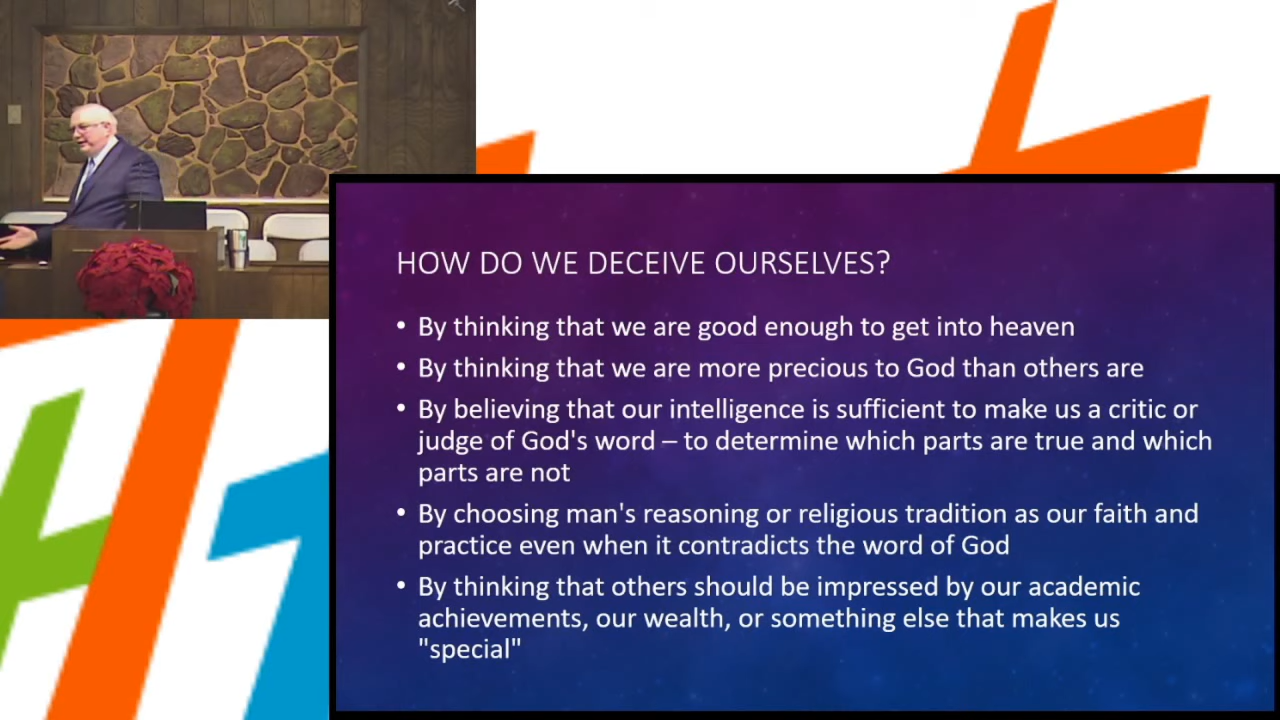 HOW DO WE DECEIVE OURSELVES?
• By thinking that we are good enough to get into heaven
• By thinking that we are more precious to God than others are
• By believing that our intelligence is sufficient to make us a critic or
judge of God's word – to determine which parts are true and which
parts are not
• By choosing man's reasoning or religious tradition as our faith and
practice even when it contradicts the word of God
• By thinking that others should be impressed by our academic
achievements, our wealth, or something else that makes us
"special"